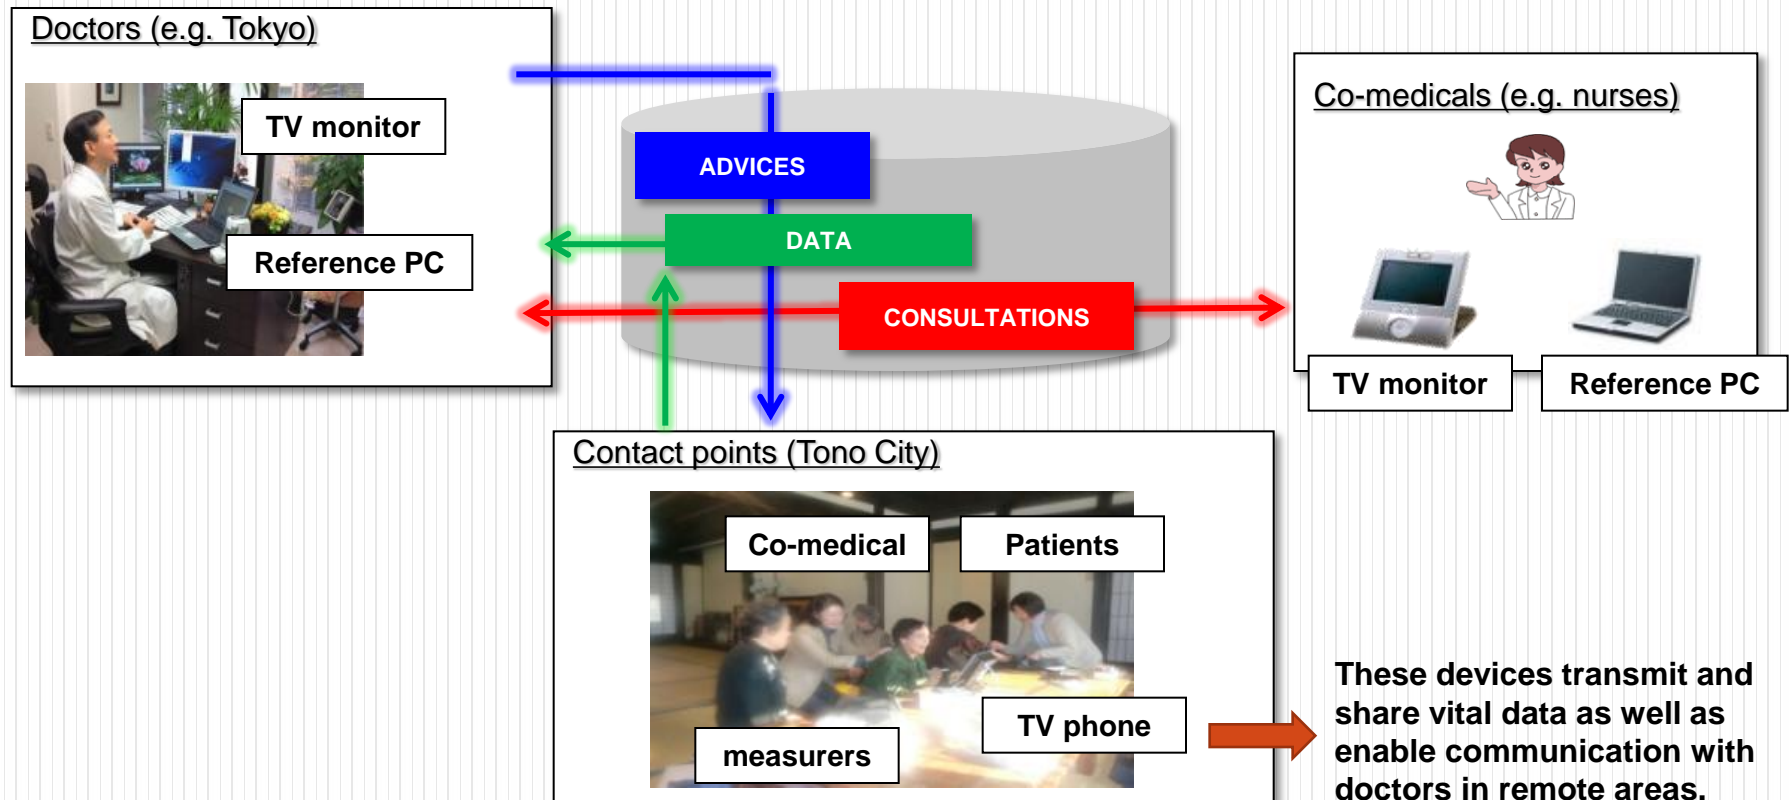 Doctors (e.g. Tokyo)
TV monitor
Reference PC
ADVICES
DATA
CONSULTATIONS
Co-medicals (e.g. nurses)
TV monitor
Reference PC
Contact points (Tono City)
Co-medical
Patients
TV phone
measurers
These devices transmit and
share vital data as well as
enable communication with
doctors in remote areas.